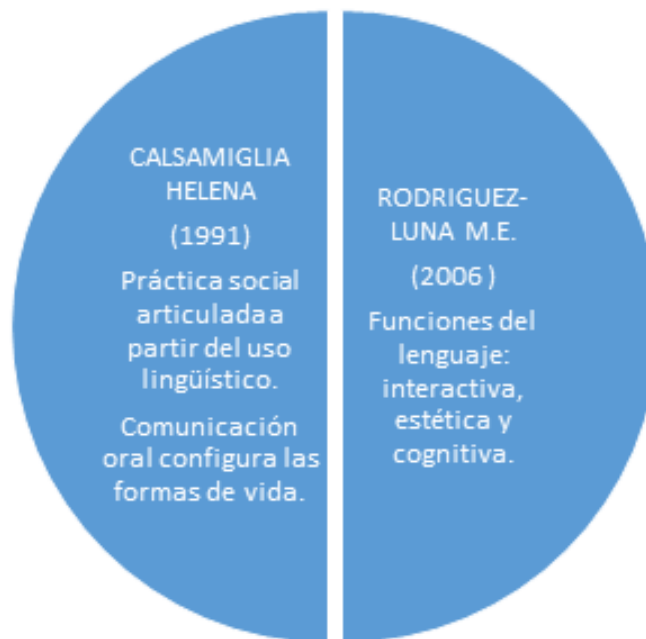 CALSAMIGLIA
HELENA
(1991)
Práctica social
articulada a
partir del uso
lingüístico.
Comunicación
oral configura las
formas de vida.
RODRIGUEZ-
LUNA M.E.
(2006 )
Funciones del
lenguaje:
interactiva,
estética y
cognitiva.